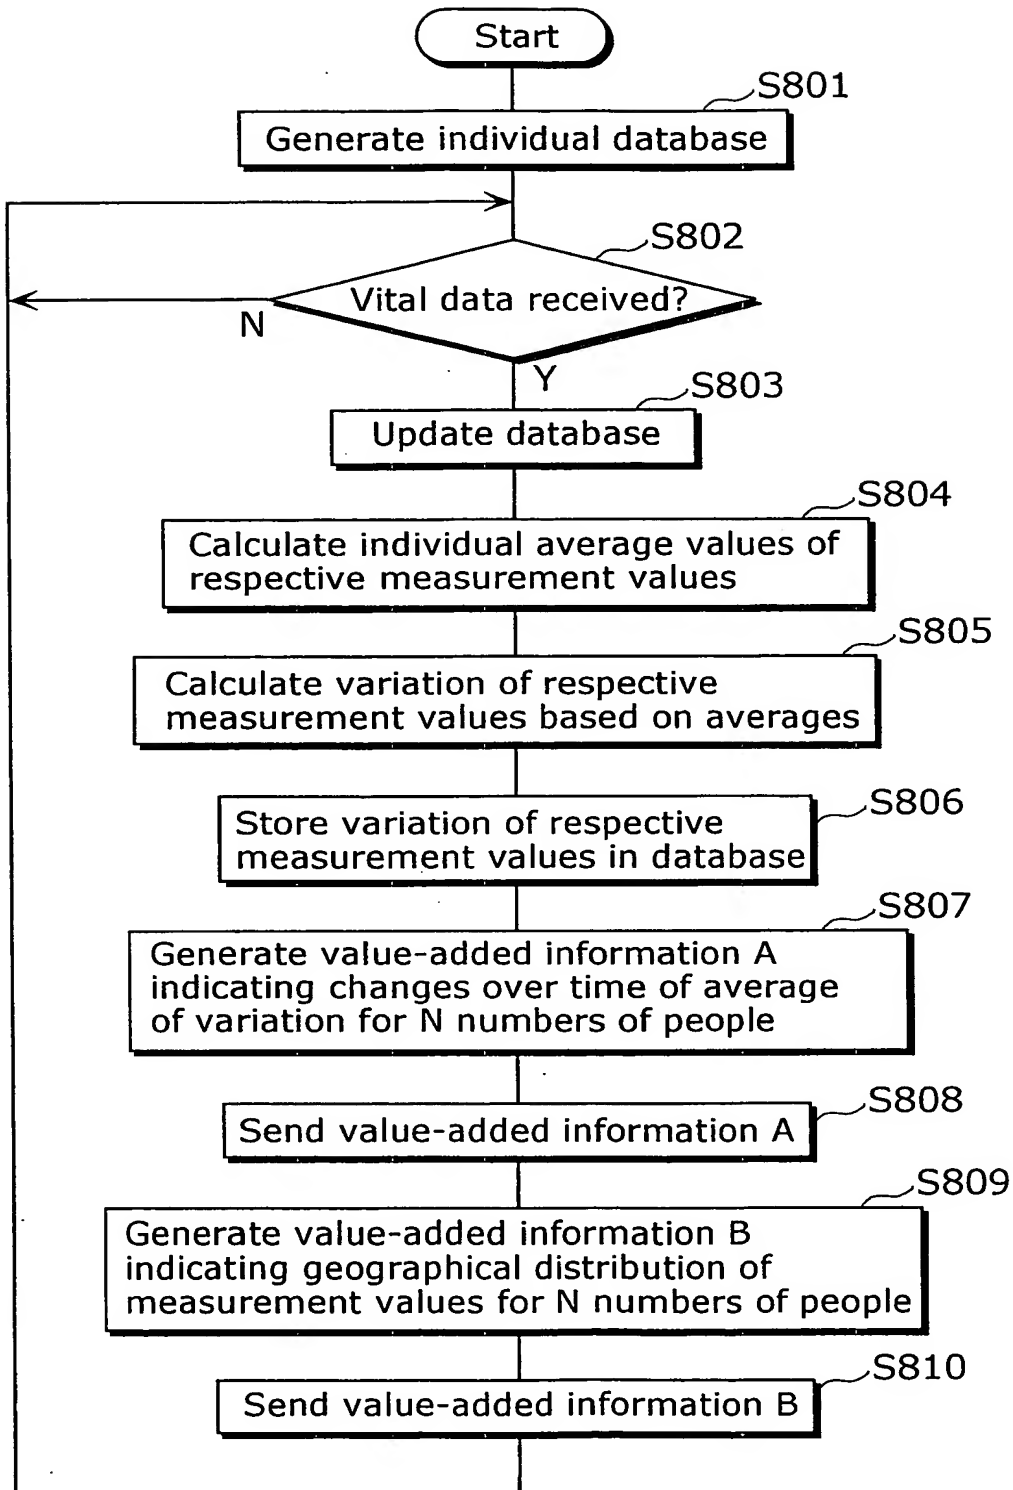 Start
S801
Generate individual database
S802
Vital data received?
N
Y
S803
Update database
S804
Calculate individual average values of
respective measurement values
S805
Calculate variation of respective
measurement values based on averages
S806
Store variation of respective
measurement values in database
S807
Generate value-added information A
indicating changes over time of average
of variation for N numbers of people
S808
Send value-added information A
S809
Generate value-added information B
indicating geographical distribution of
measurement values for N numbers of people
S810
Send value-added information B